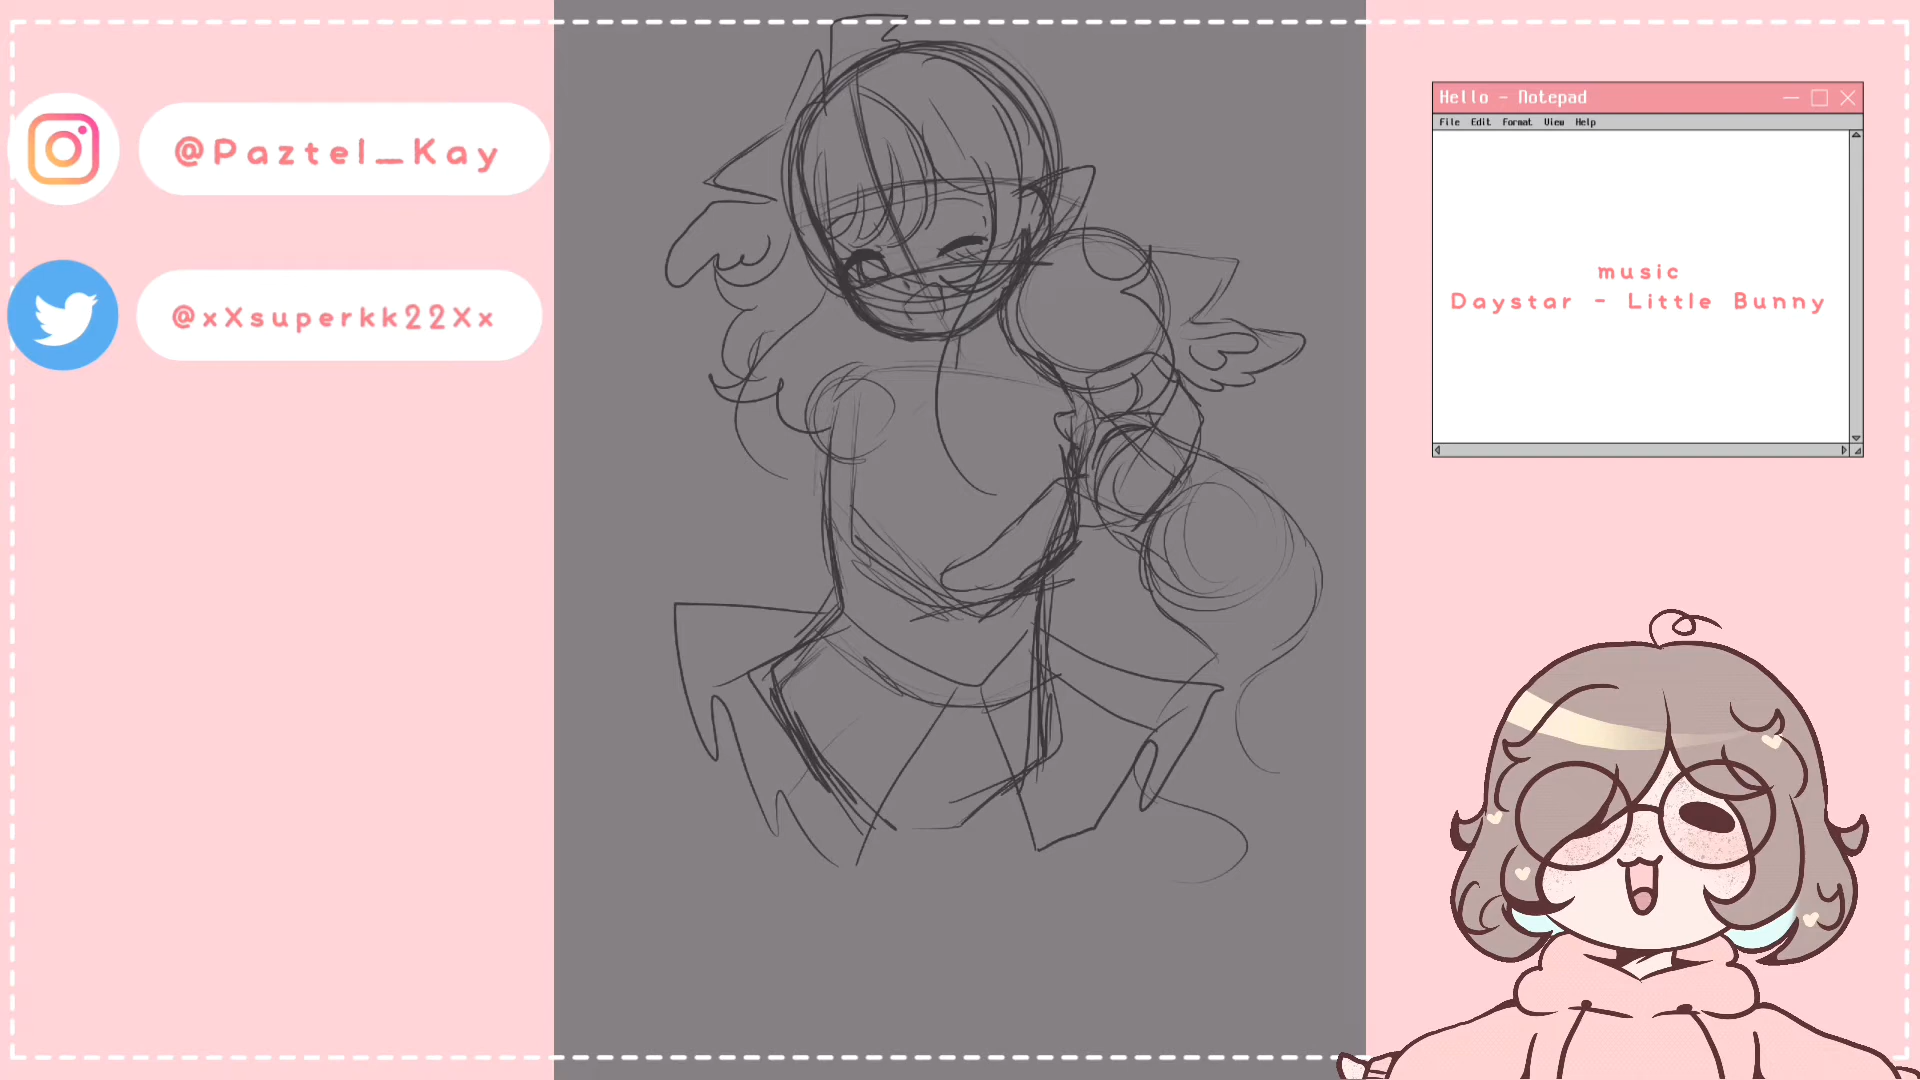 @Paztel_Kay
@xXsuperkk22Xx
Hello - Notepad
File Edit Format View Help
music
Daystar - Little Bunny